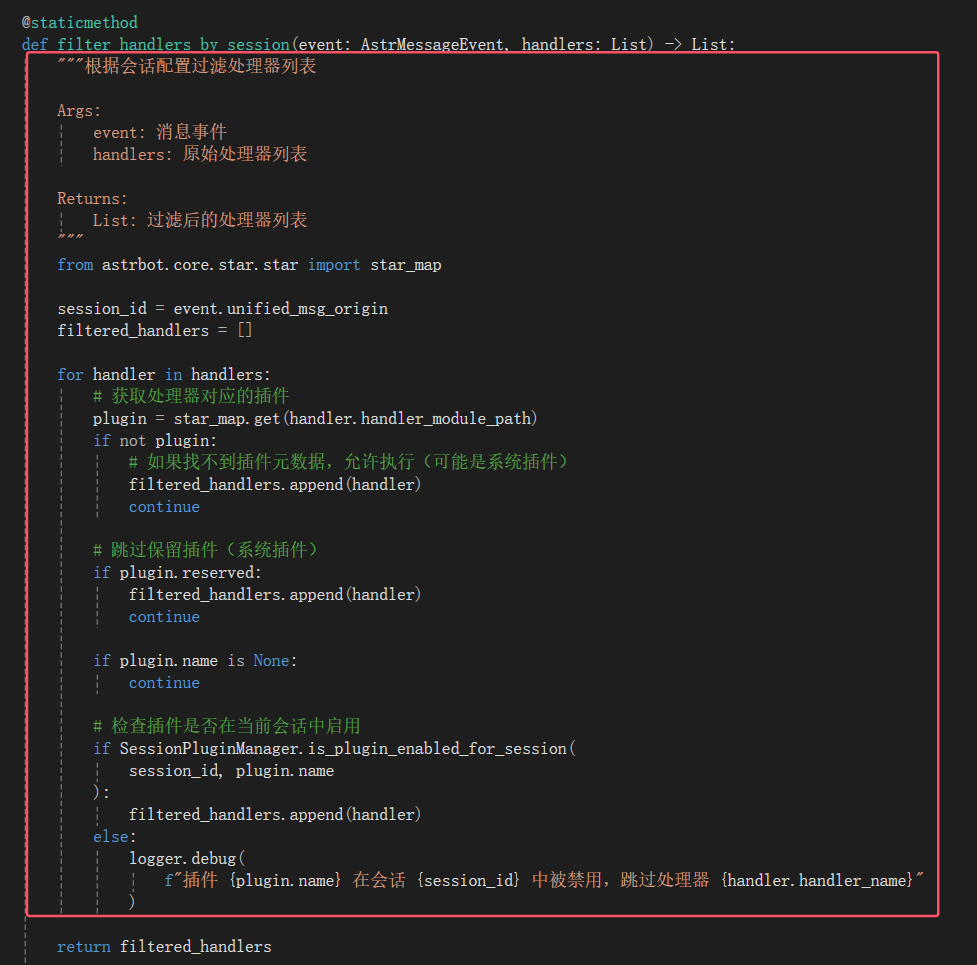 @staticmethod
def filter_handlers_by_session(event: AstrMessageEvent, handlers: List) -> List:
    """根据会话配置过滤处理器列表

    Args:
        event: 消息事件
        handlers: 原始处理器列表

    Returns:
        List: 过滤后的处理器列表
    """
    from astrbot.core.star.star import star_map

    session_id = event.unified_msg_origin
    filtered_handlers = []

    for handler in handlers:
        # 获取处理器对应的插件
        plugin = star_map.get(handler.handler_module_path)
        if not plugin:
            # 如果找不到插件元数据，允许执行（可能是系统插件）
            filtered_handlers.append(handler)
            continue

        # 跳过保留插件（系统插件）
        if plugin.reserved:
            filtered_handlers.append(handler)
            continue

        if plugin.name is None:
            continue

        # 检查插件是否在当前会话中启用
        if SessionPluginManager.is_plugin_enabled_for_session(
            session_id, plugin.name
        ):
            filtered_handlers.append(handler)
        else:
            logger.debug(
                f"插件 {plugin.name} 在会话 {session_id} 中被禁用，跳过处理器 {handler.handler_name}"
            )

    return filtered_handlers